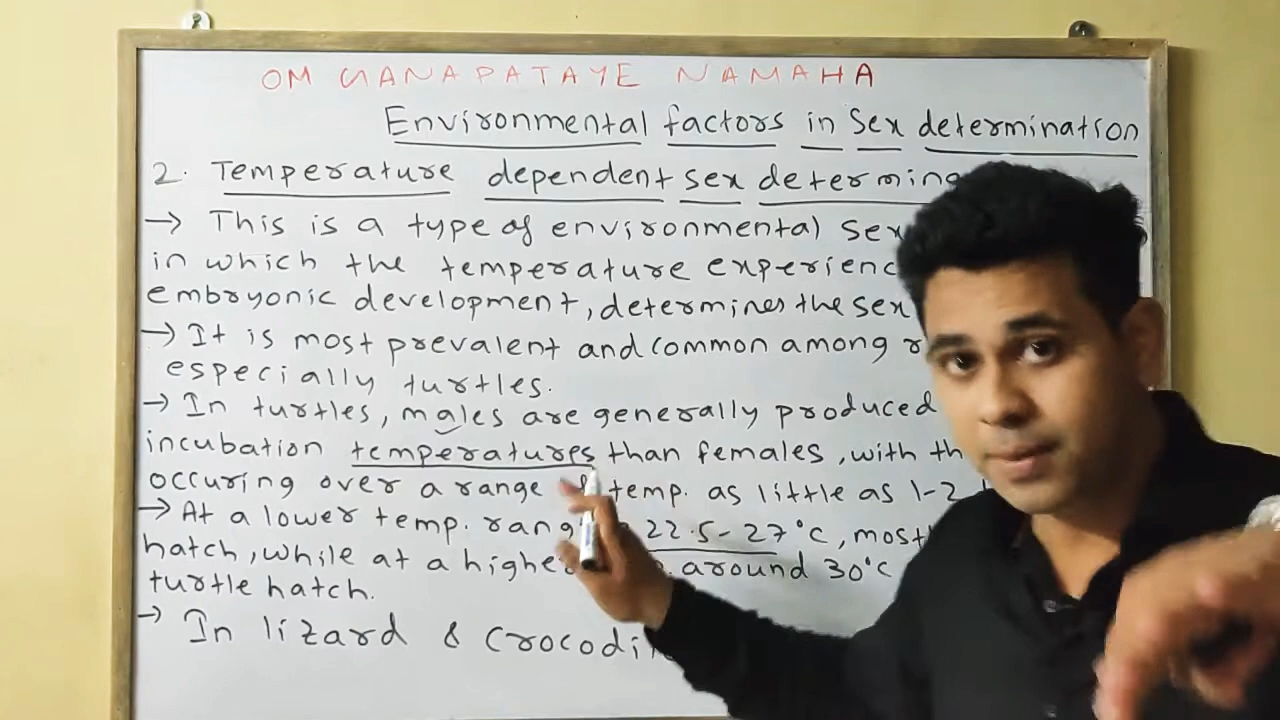 OM GANAPATAYE NAMAHA
Environmental factors in Sex determination
2. Temperature dependent sex determin
→ This is a type of environmental sex
in which the temperature experienc
embryonic development, determines the sex
→ It is most prevalent and common among r
especially turtles.
→ In turtles, males are generally produced
incubation temperatures than females, with th
occuring over a range of temp. as little as 1-2
→ At a lower temp. rang 22.5-27°C, most
hatch, while at a highe around 30°C
turtle hatch.
→ In lizard & Crocodi